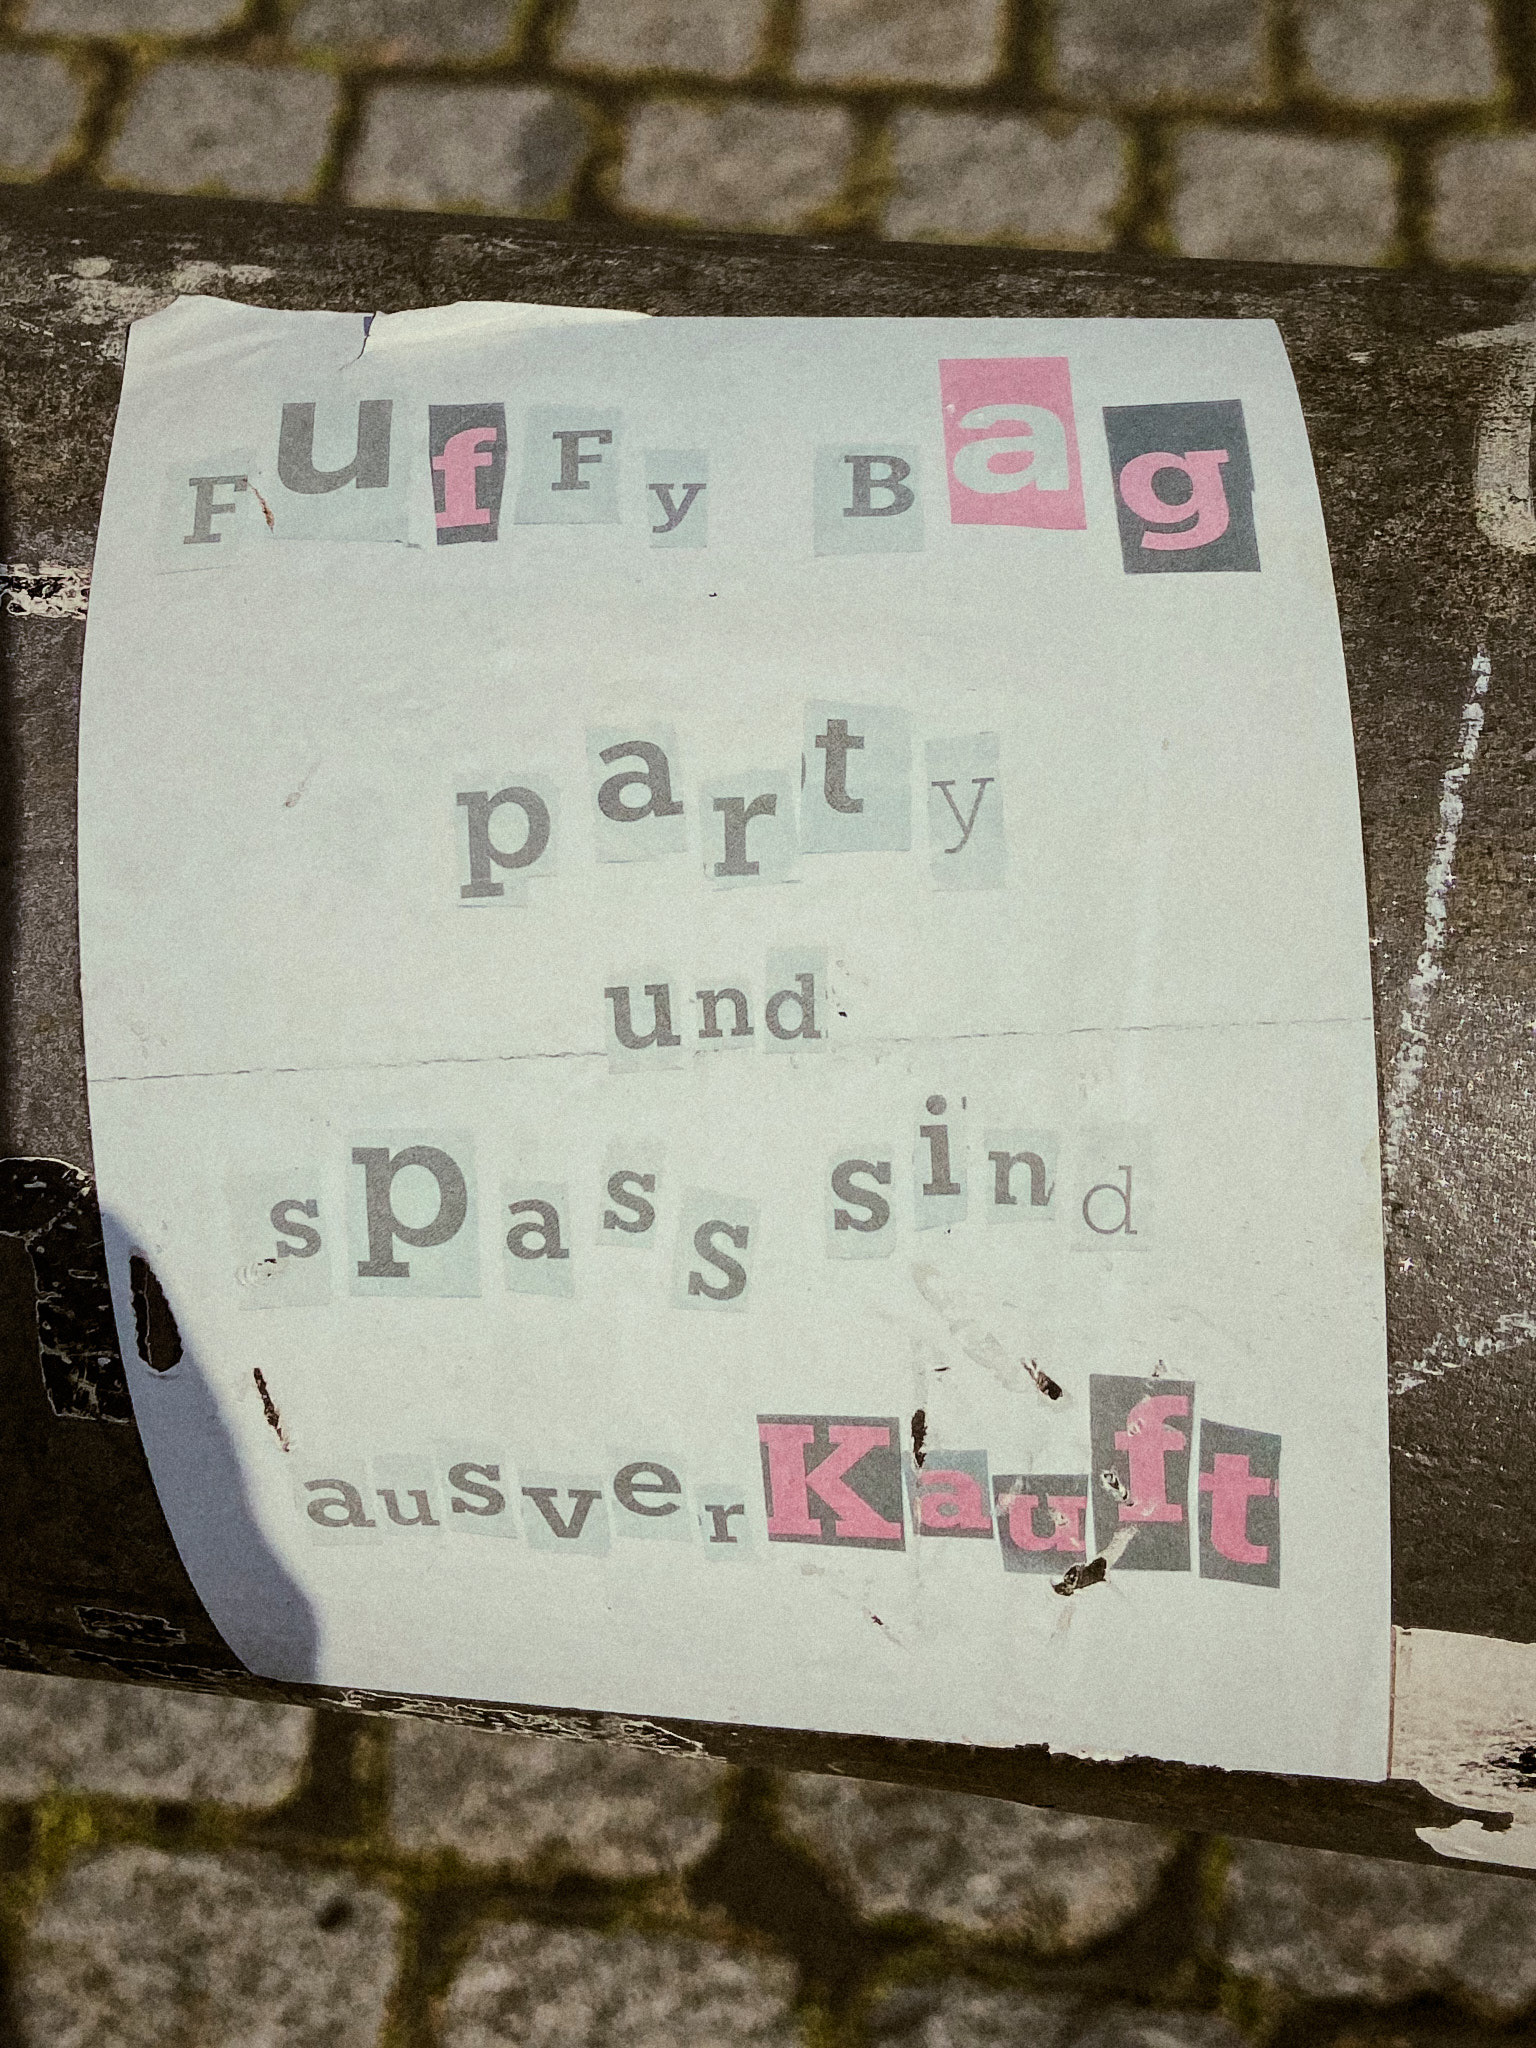 FufFy Bag
party
und
spass sind
ausverKauft